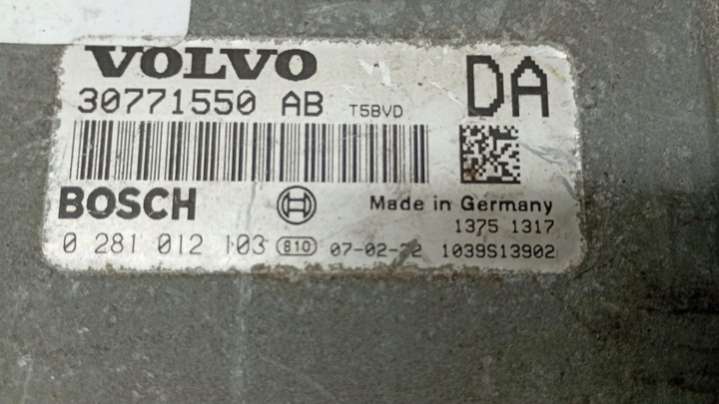 VOLVO
DA
30771550 AB T5BVD
BOSCH
Made in Germany
1375 1317
0 281 012 103 810 07-02-22 1039S13902